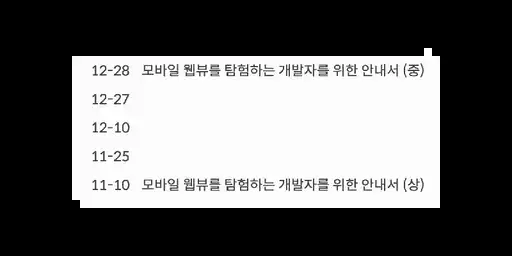 12-28 모바일 웹뷰를 탐험하는 개발자를 위한 안내서 (중)
12-27
12-10
11-25
11-10 모바일 웹뷰를 탐험하는 개발자를 위한 안내서 (상)